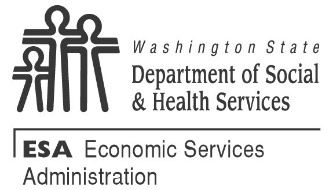 Washington State
Department of Social
& Health Services
ESA Economic Services
Administration